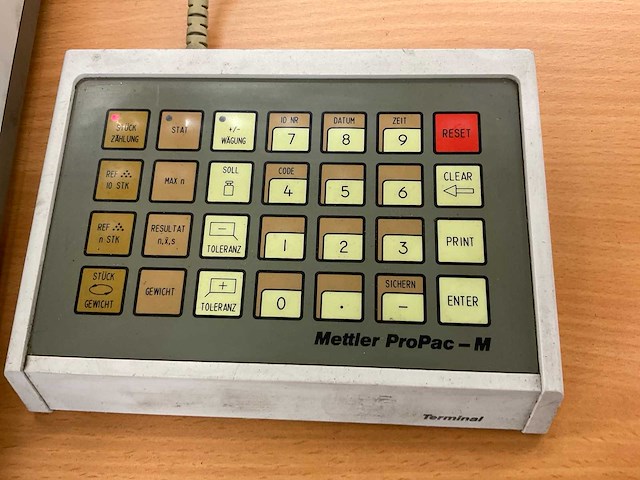 STÜCK
ZÄHLUNG
STAT
+/-
WÄGUNG
ID NR
7
DATUM
8
ZEIT
9
RESET
REF
10 STK
MAX n
SOLL
CODE
4
5
6
CLEAR
REF
n STK
RESULTAT
n,x̄,s
-
TOLERANZ
1
2
3
PRINT
STÜCK
GEWICHT
GEWICHT
+
TOLERANZ
0
.
SICHERN
-
ENTER
Mettler ProPac - M
Terminal